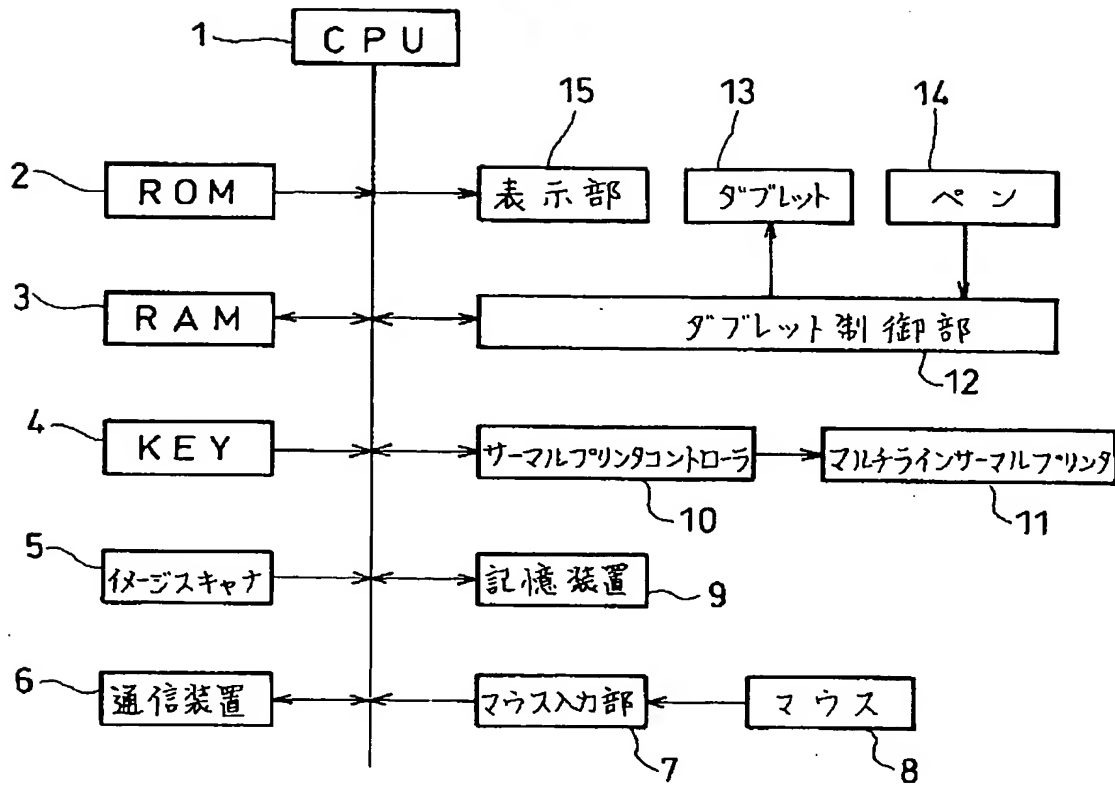 1 CPU
15 13 14
2 ROM 表示部 ダブレット ペン
3 RAM ダブレット制御部
12
4 KEY サーマルプリンタコントローラ マルチラインサーマルプリンタ
10 11
5 イメージスキャナ 記憶装置 9
6 通信装置 マウス入力部 マウス
7 8